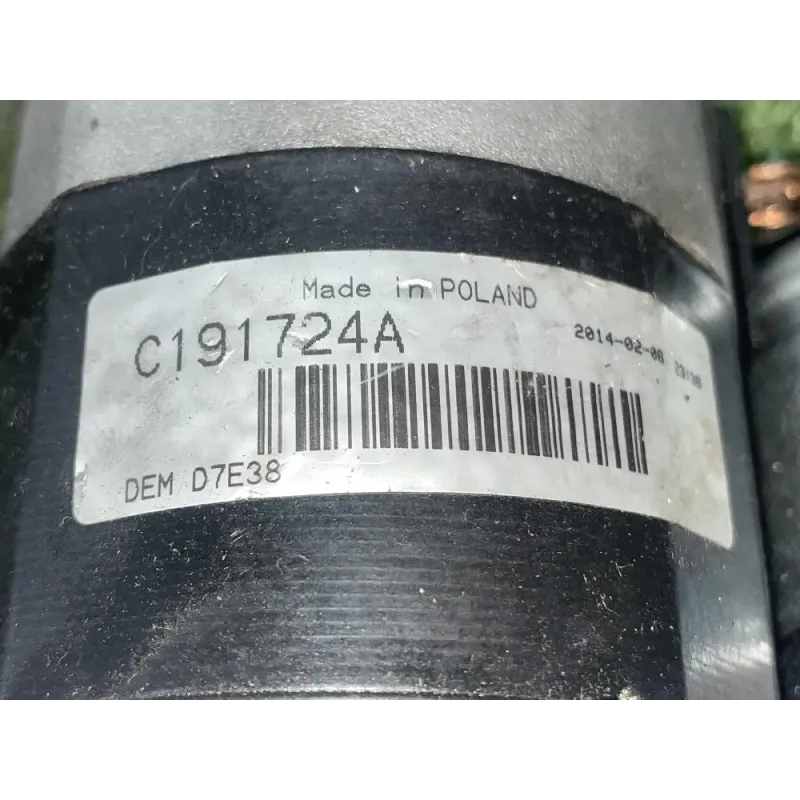 Made in POLAND
C191724A
2014-02-06
DEM D7E38